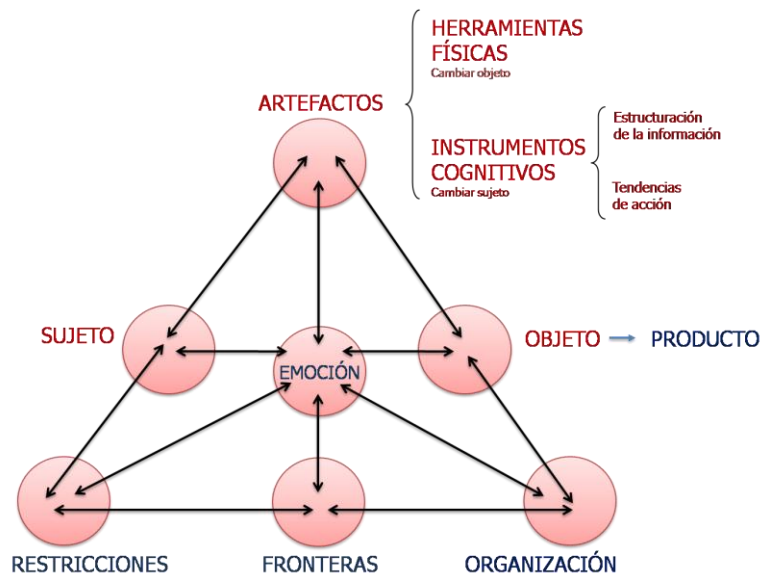 HERRAMIENTAS
FÍSICAS
Cambiar objeto
ARTEFACTOS
Estructuración
de la información
INSTRUMENTOS
COGNITIVOS
Cambiar sujeto
Tendencias
de acción
SUJETO
EMOCIÓN
OBJETO PRODUCTO
RESTRICCIONES
FRONTERAS
ORGANIZACIÓN